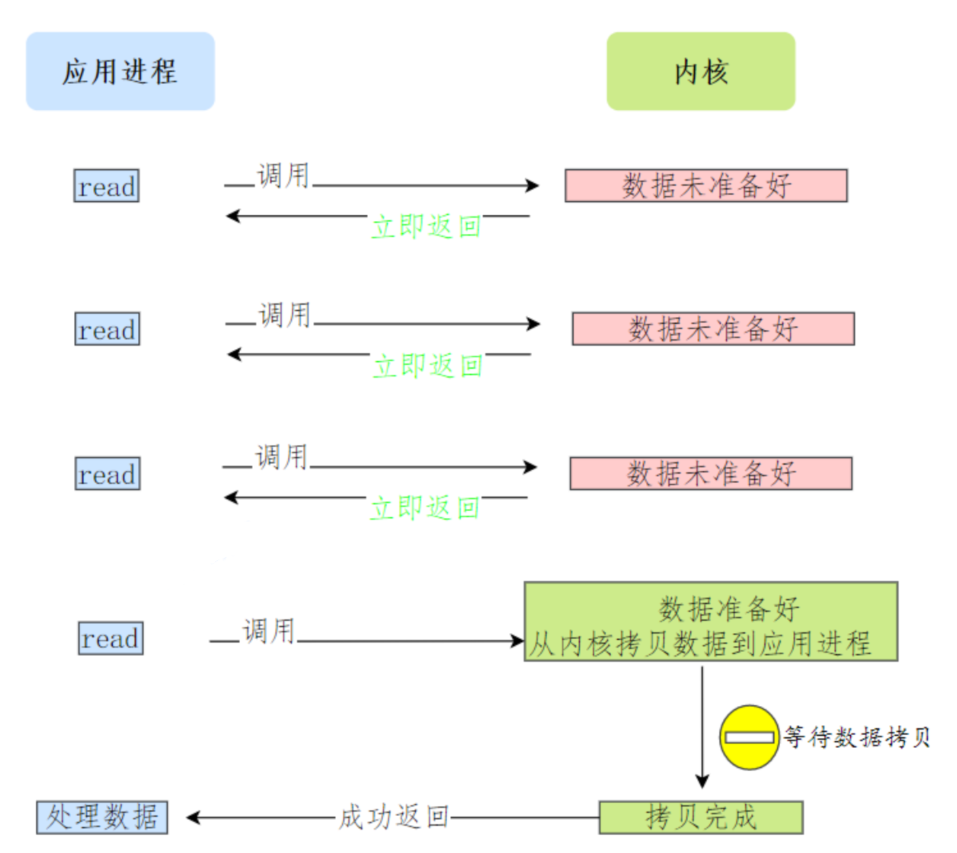 应用进程
内核
read
调用
数据未准备好
立即返回
read
调用
数据未准备好
立即返回
read
调用
数据未准备好
立即返回
read
调用
数据准备好
从内核拷贝数据到应用进程
等待数据拷贝
处理数据
成功返回
拷贝完成